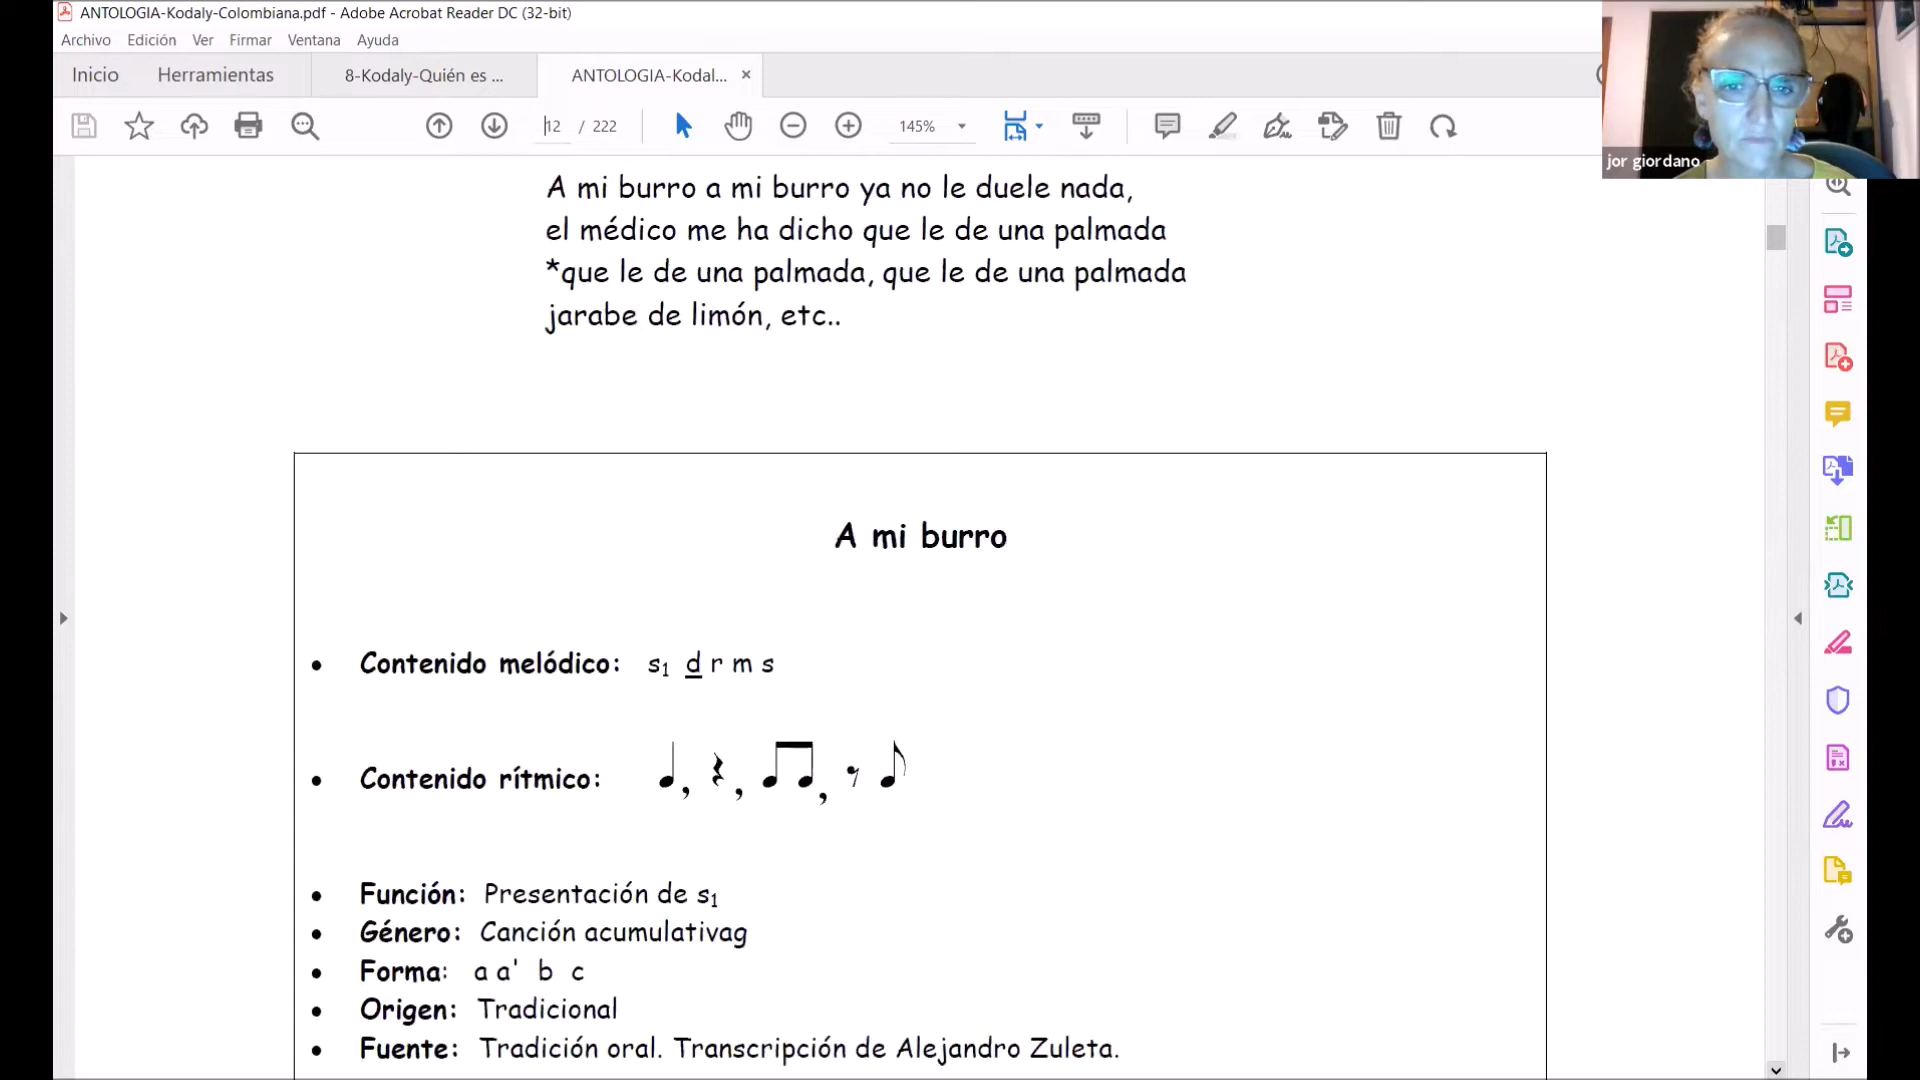 ANTOLOGIA-Kodaly-Colombiana.pdf - Adobe Acrobat Reader DC (32-bit)
Archivo Edición Ver Firmar Ventana Ayuda
Inicio Herramientas 8-Kodaly-Quién es ... ANTOLOGIA-Kodal... ×
12 / 222 145%
jor giordano
A mi burro a mi burro ya no le duele nada,
el médico me ha dicho que le de una palmada
*que le de una palmada, que le de una palmada
jarabe de limón, etc..
A mi burro
• Contenido melódico: s₁ d r m s
• Contenido rítmico: , , ,
• Función: Presentación de s₁
• Género: Canción acumulativag
• Forma: a a' b c
• Origen: Tradicional
• Fuente: Tradición oral. Transcripción de Alejandro Zuleta.